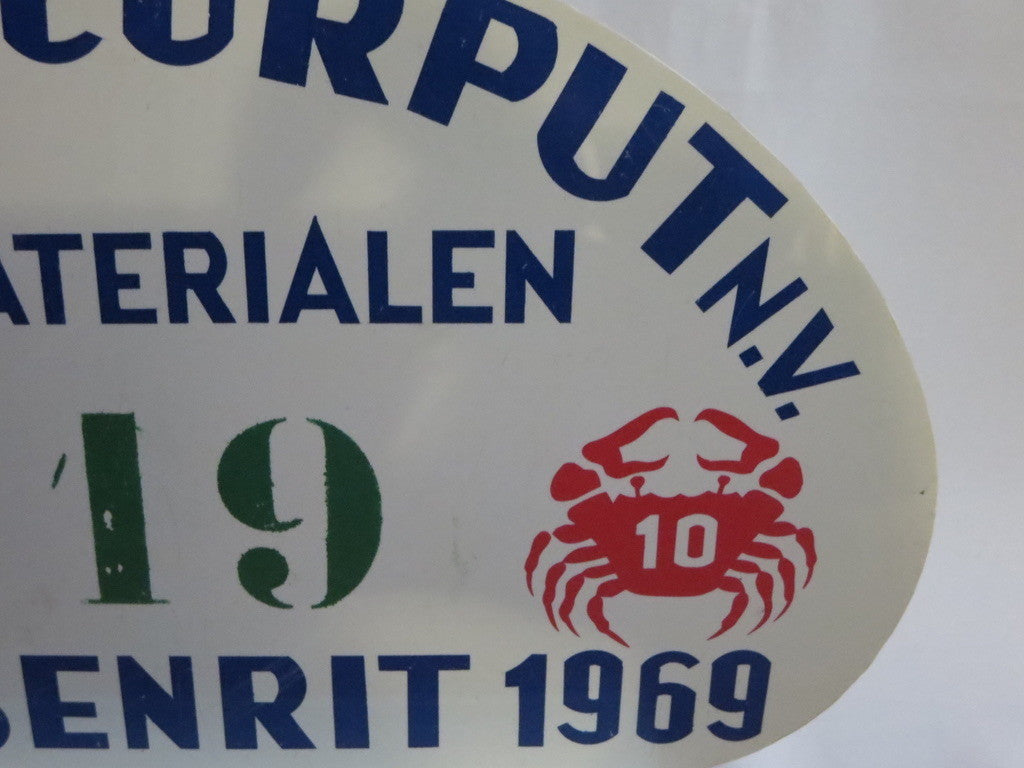 CORPUT N.V.
ATERIALEN
19
10
SENRIT 1969